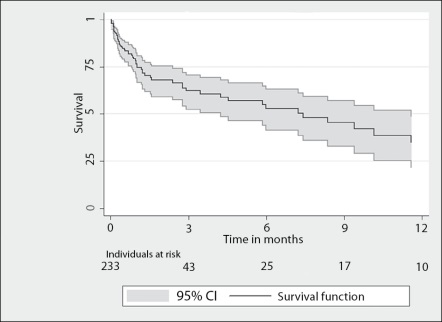 1
75
5
25
0
Survival
0 3 6 9 12
Time in months
Individuals at risk
233 43 25 17 10
95% CI Survival function